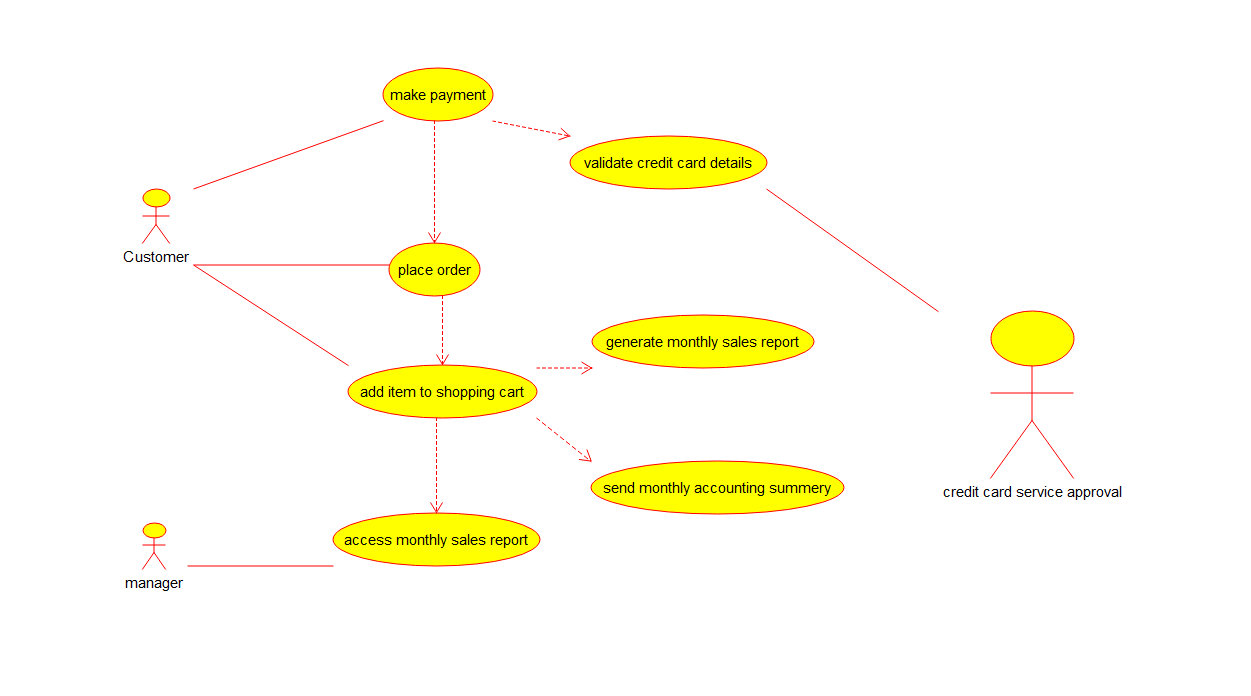 make payment
validate credit card details
Customer
place order
generate monthly sales report
add item to shopping cart
send monthly accounting summery
credit card service approval
access monthly sales report
manager